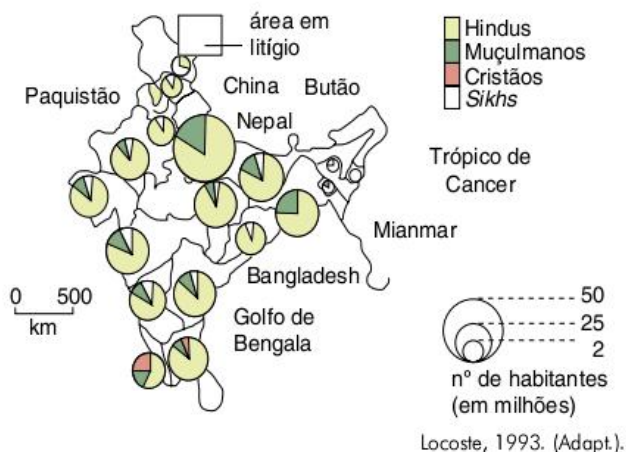 área em
litígio
Hindus
Muçulmanos
Cristãos
Sikhs
Paquistão
China
Butão
Nepal
Trópico de
Cancer
Mianmar
Bangladesh
Golfo de
Bengala
0 500
km
50
25
2
nº de habitantes
(em milhões)
Locoste, 1993. (Adapt.).